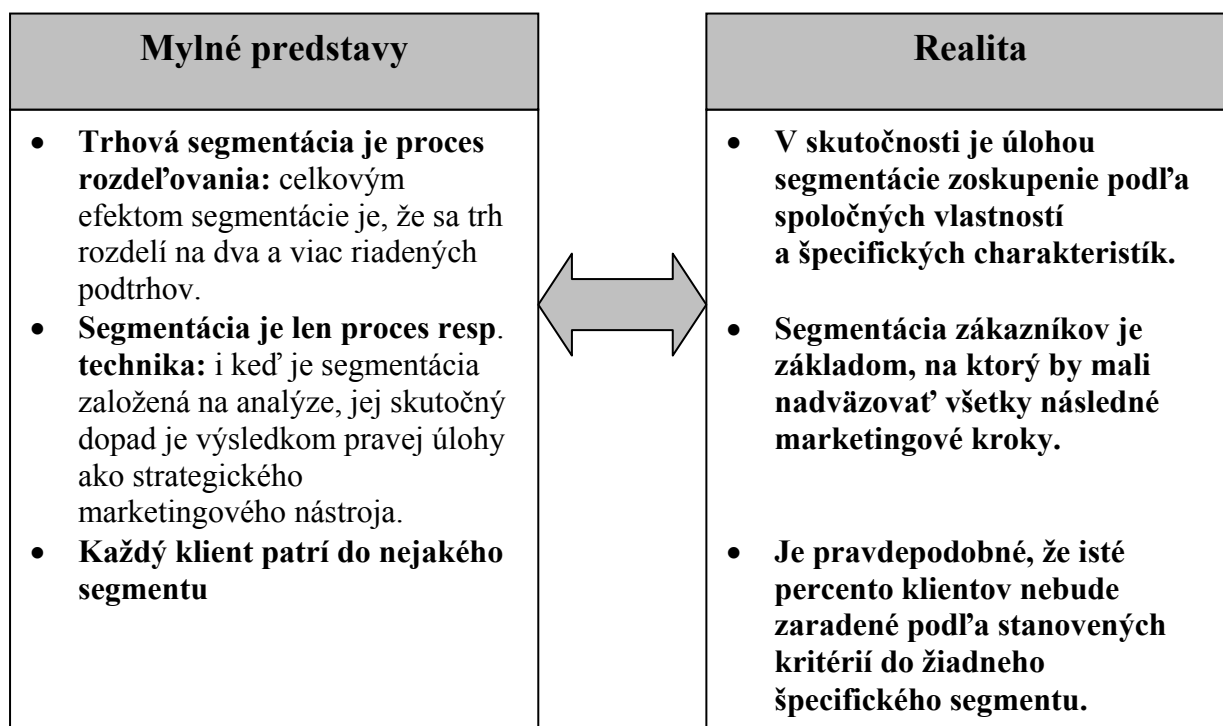 Mylné predstavy
• Trhová segmentácia je proces
rozdeľovania: celkovým
efektom segmentácie je, že sa trh
rozdelí na dva a viac riadených
podtrhov.
• Segmentácia je len proces resp.
technika: i keď je segmentácia
založená na analýze, jej skutočný
dopad je výsledkom pravej úlohy
ako strategického
marketingového nástroja.
• Každý klient patrí do nejakého
segmentu
Realita
• V skutočnosti je úlohou
segmentácie zoskupenie podľa
spoločných vlastností
a špecifických charakteristík.
• Segmentácia zákazníkov je
základom, na ktorý by mali
nadväzovať všetky následné
marketingové kroky.
• Je pravdepodobné, že isté
percento klientov nebude
zaradené podľa stanovených
kritérií do žiadneho
špecifického segmentu.